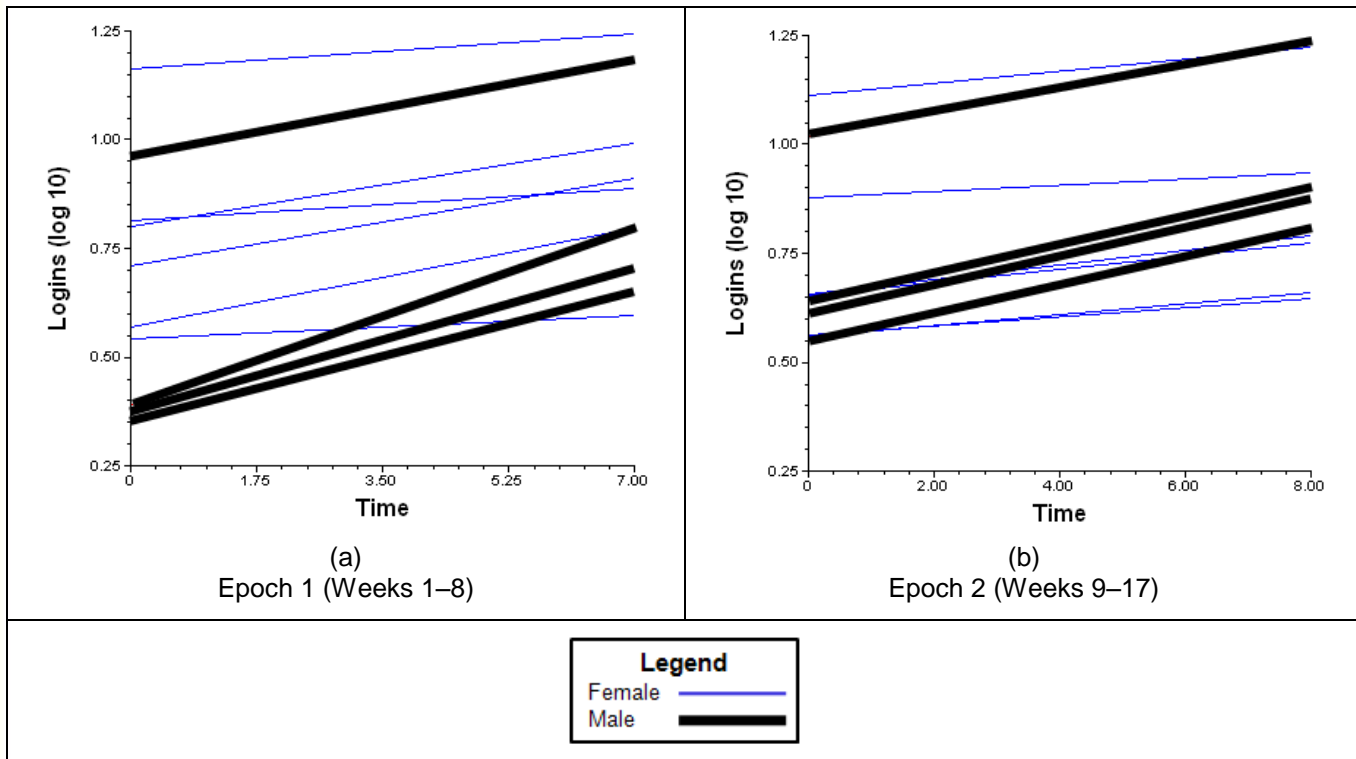 1.25
1.00
0.75
0.50
0.25
Logins (log 10)
0
1.75
3.50
5.25
7.00
Time
(a)
Epoch 1 (Weeks 1–8)
1.25
1.00
0.75
0.50
0.25
Logins (log 10)
0
2.00
4.00
6.00
8.00
Time
(b)
Epoch 2 (Weeks 9–17)
Legend
Female
Male